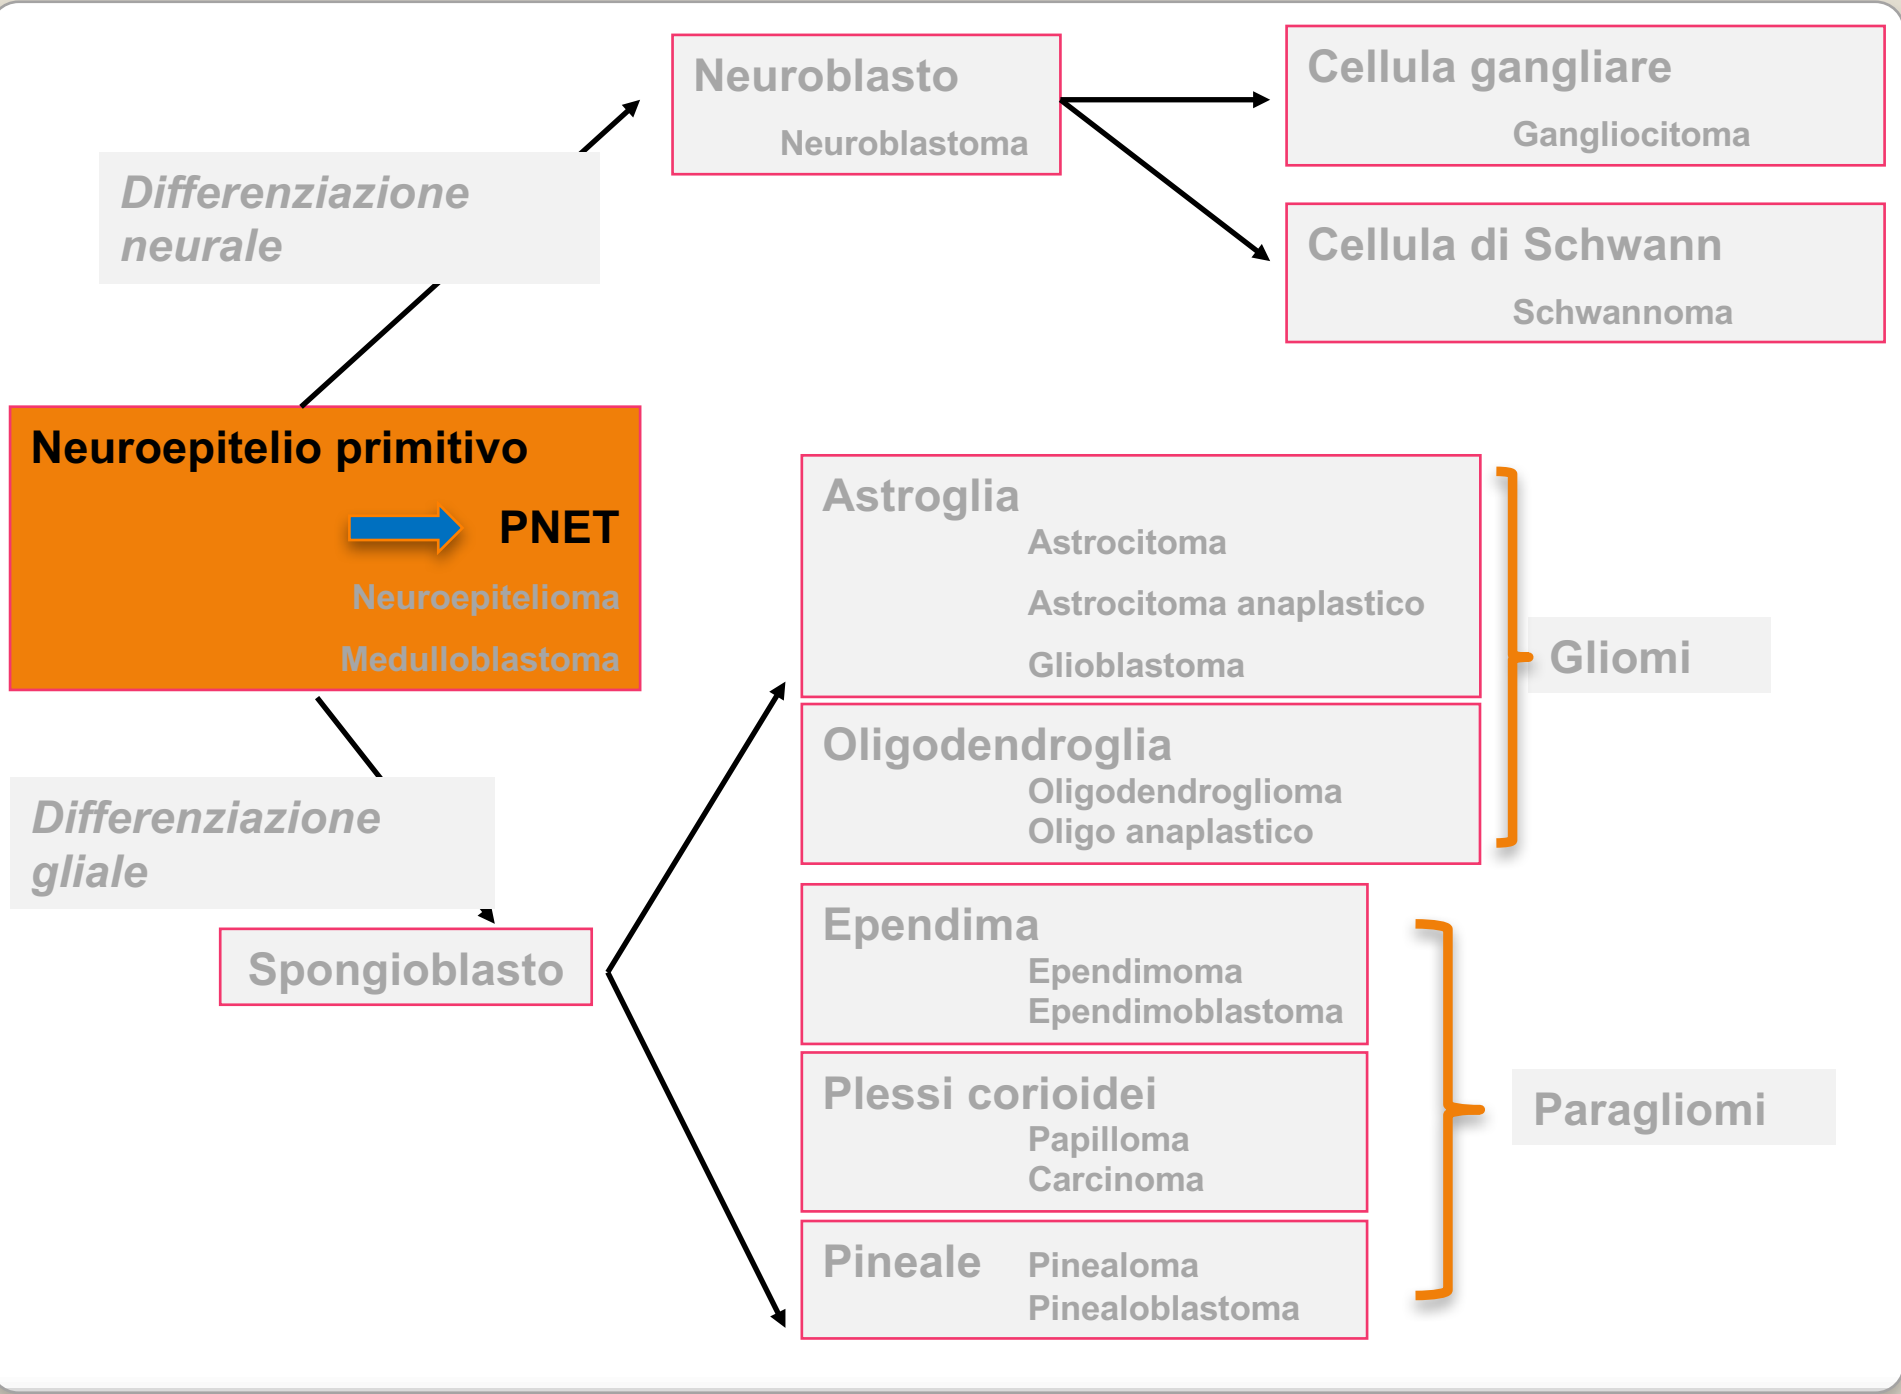 Neuroblasto
Neuroblastoma
Cellula gangliare
Gangliocitoma
Cellula di Schwann
Schwannoma
Differenziazione
neurale
Neuroepitelio primitivo
PNET
Neuroepitelioma
Medulloblastoma
Differenziazione
gliale
Spongioblasto
Astroglia
Astrocitoma
Astrocitoma anaplastico
Glioblastoma
Oligodendroglia
Oligodendroglioma
Oligo anaplastico
Gliomi
Ependima
Ependimoma
Ependimoblastoma
Plessi corioidei
Papilloma
Carcinoma
Pineale Pinealoma
Pinealoblastoma
Paragliomi